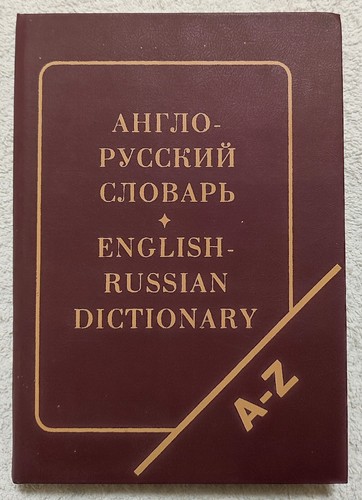 АНГЛО-
РУССКИЙ
СЛОВАРЬ
ENGLISH-
RUSSIAN
DICTIONARY
A-Z